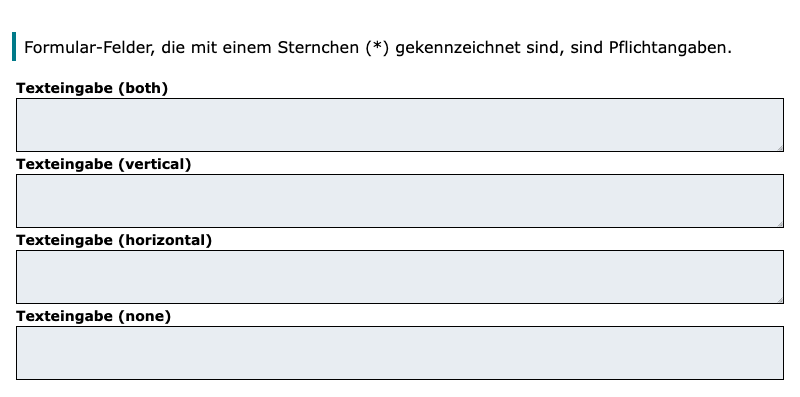 Formular-Felder, die mit einem Sternchen (*) gekennzeichnet sind, sind Pflichtangaben.
Texteingabe (both)
Texteingabe (vertical)
Texteingabe (horizontal)
Texteingabe (none)